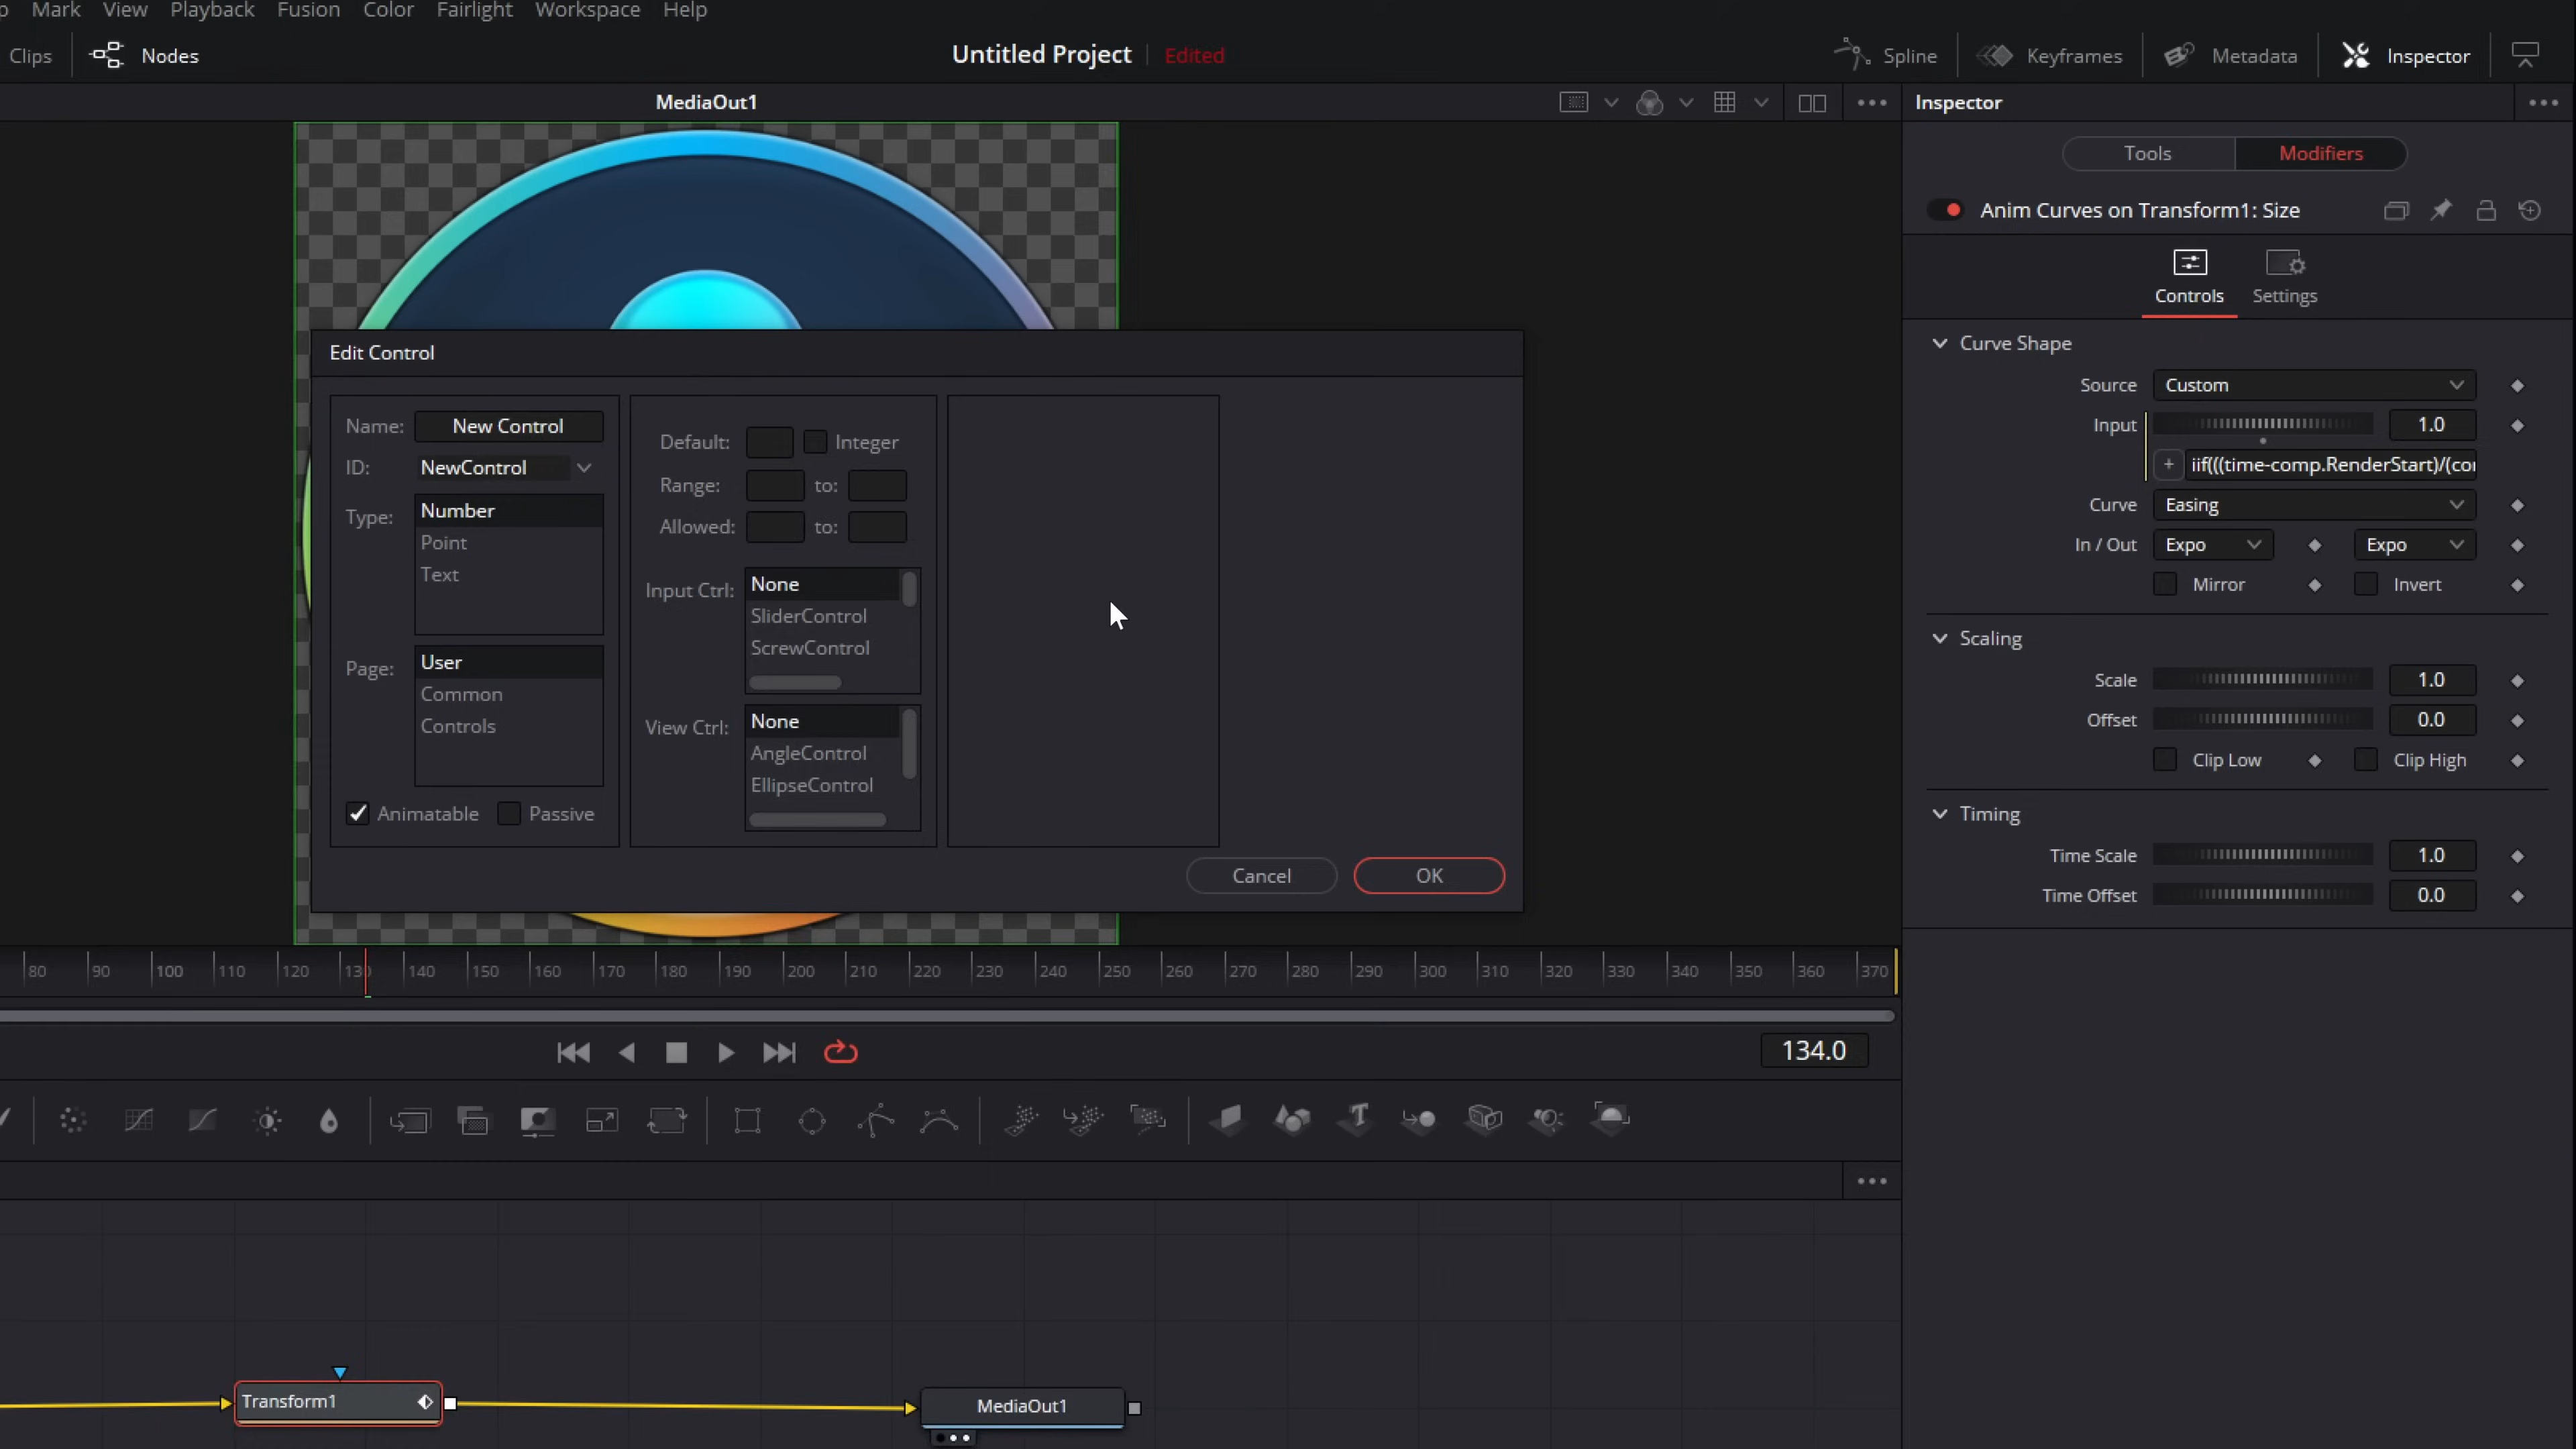 Mark View Playback Fusion Color Fairlight Workspace Help
Clips Nodes Untitled Project Edited Spline Keyframes Metadata Inspector
MediaOut1
Inspector
Tools Modifiers
Anim Curves on Transform1: Size
Controls Settings
Edit Control
Name: New Control
ID: NewControl
Type: Number
Point
Text
Page: User
Common
Controls
Animatable Passive
Default: Integer
Range: to:
Allowed: to:
Input Ctrl: None
SliderControl
ScrewControl
View Ctrl: None
AngleControl
EllipseControl
Cancel OK
Curve Shape
Source Custom
Input 1.0
+ iif(((time-comp.RenderStart)/(co
Curve Easing
In / Out Expo Expo
Mirror Invert
Scaling
Scale 1.0
Offset 0.0
Clip Low Clip High
Timing
Time Scale 1.0
Time Offset 0.0
80 90 100 110 120 130 140 150 160 170 180 190 200 210 220 230 240 250 260 270 280 290 300 310 320 330 340 350 360 370
134.0
Transform1
MediaOut1